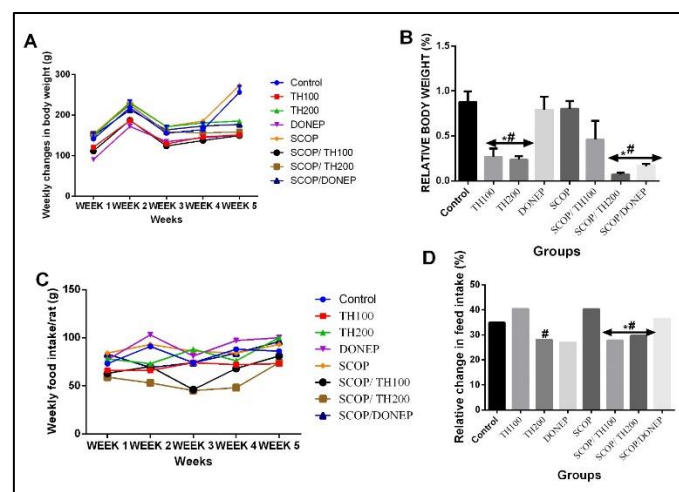 A
Weekly changes in body weight (g)
300
200
100
0
WEEK 1 WEEK 2 WEEK 3 WEEK 4 WEEK 5
Weeks
Control
TH100
TH200
DONEP
SCOP
SCOP/ TH100
SCOP/ TH200
SCOP/DONEP
B
RELATIVE BODY WEIGHT (%)
1.5
1.0
0.5
0.0
*#
*#
Control
TH100
TH200
DONEP
SCOP
SCOP/TH100
SCOP/TH200
SCOP/DONEP
Groups
C
Weekly food intake/rat (g)
150
100
50
0
WEEK 1 WEEK 2 WEEK 3 WEEK 4 WEEK 5
Weeks
Control
TH100
TH200
DONEP
SCOP
SCOP/ TH100
SCOP/ TH200
SCOP/DONEP
D
Relative change in feed intake (%)
50
40
30
20
10
0
#
*#
Control
TH100
TH200
DONEP
SCOP
SCOP/ TH100
SCOP/ TH200
SCOP/DONEP
Groups